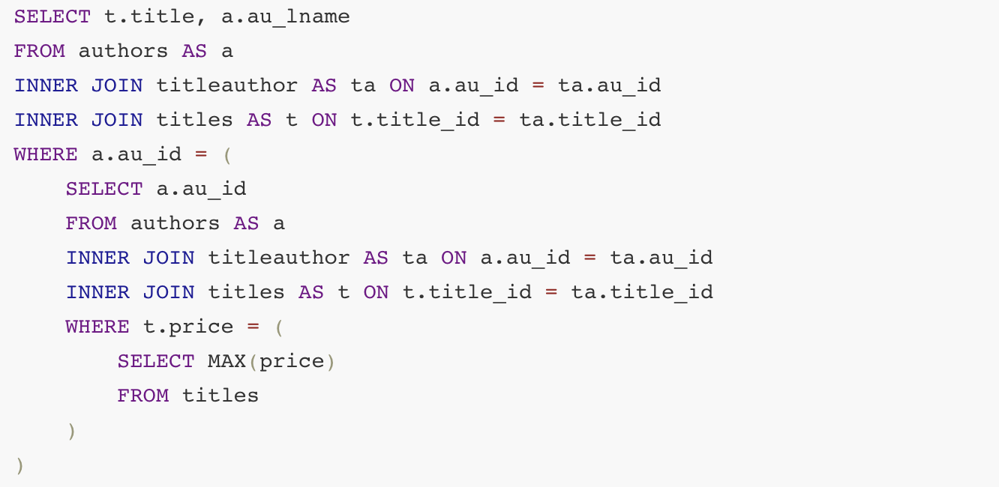 SELECT t.title, a.au_lname
FROM authors AS a
INNER JOIN titleauthor AS ta ON a.au_id = ta.au_id
INNER JOIN titles AS t ON t.title_id = ta.title_id
WHERE a.au_id = (
    SELECT a.au_id
    FROM authors AS a
    INNER JOIN titleauthor AS ta ON a.au_id = ta.au_id
    INNER JOIN titles AS t ON t.title_id = ta.title_id
    WHERE t.price = (
        SELECT MAX(price)
        FROM titles
    )
)